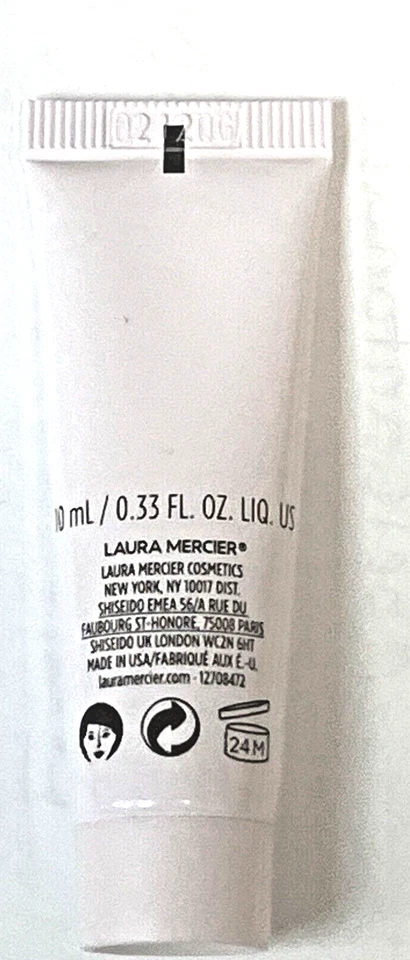 10 mL / 0.33 FL. OZ. LIQ. US
LAURA MERCIER®
LAURA MERCIER COSMETICS
NEW YORK, NY 10017 DIST.
SHISEIDO EMEA 56/A RUE DU
FAUBOURG ST-HONORE, 75008 PARIS
SHISEIDO UK LONDON WC2N 6HT
MADE IN USA/FABRIQUÉ AUX É.-U.
lauramercier.com - 12708472
24M